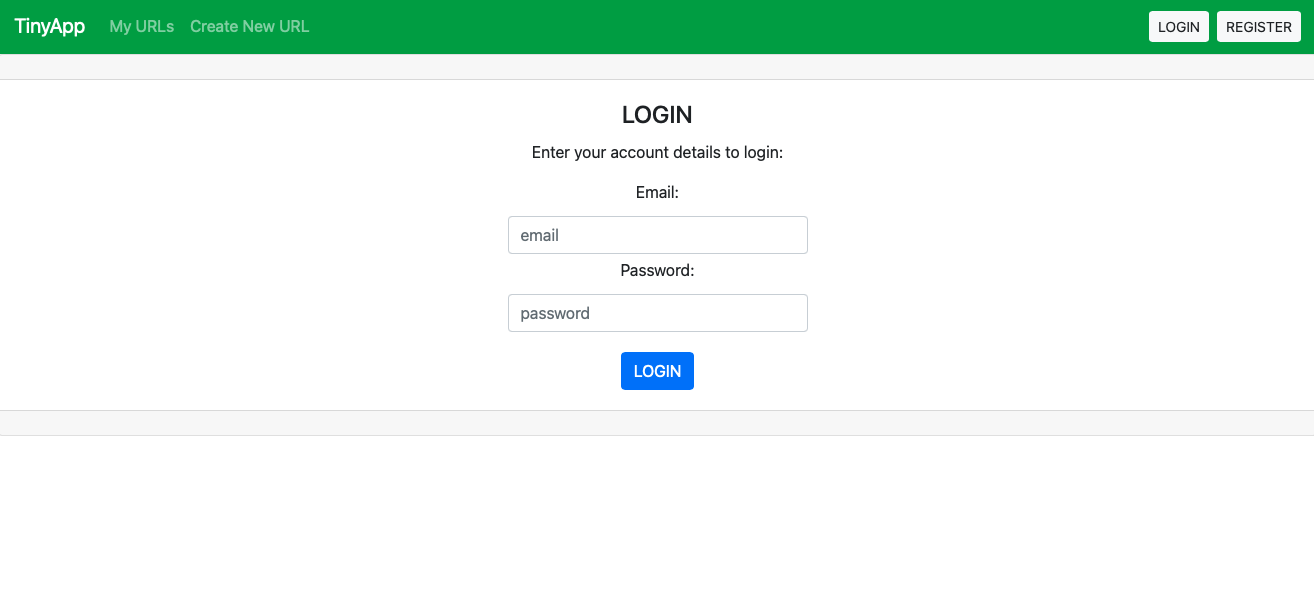 TinyApp My URLs Create New URL LOGIN REGISTER
LOGIN
Enter your account details to login:
Email:
email
Password:
password
LOGIN